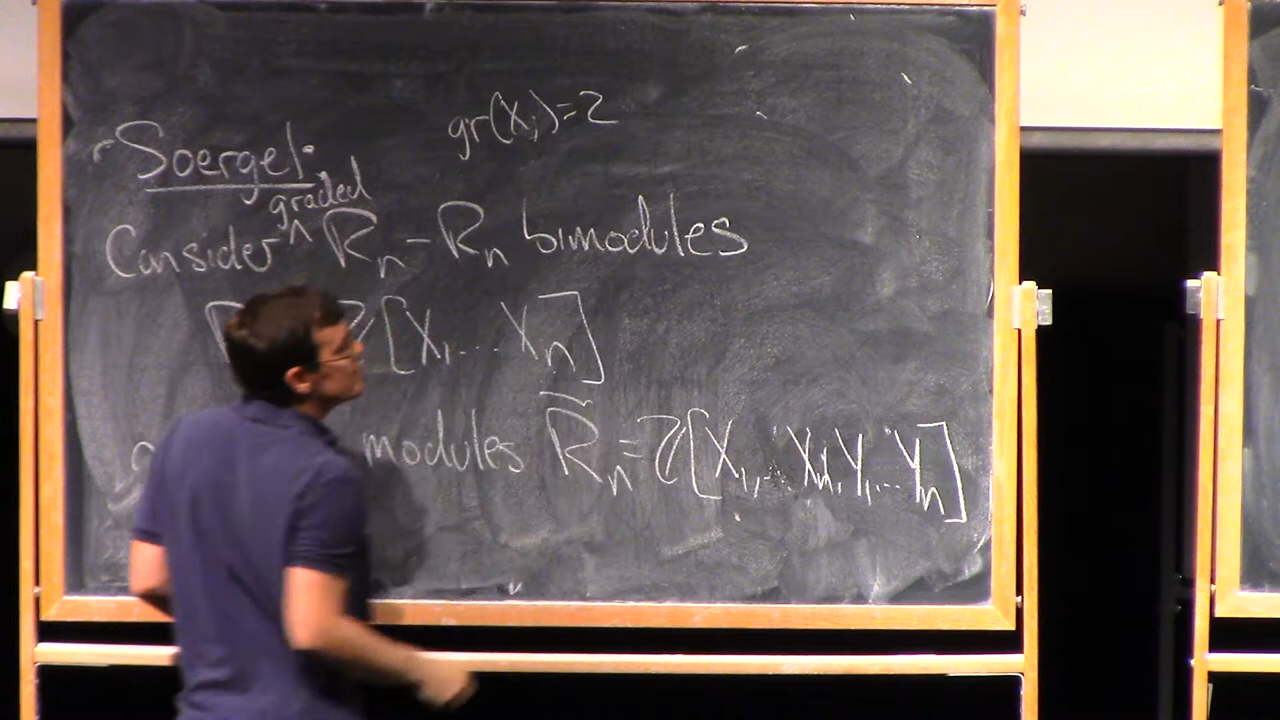 gr(X_i)=2
Soergel:
graded
Consider ^ R_n - R_n bimodules
[X_1 ... X_n]
modules R̃_n = Z[X_1, ... X_n, Y_1, ... Y_n]